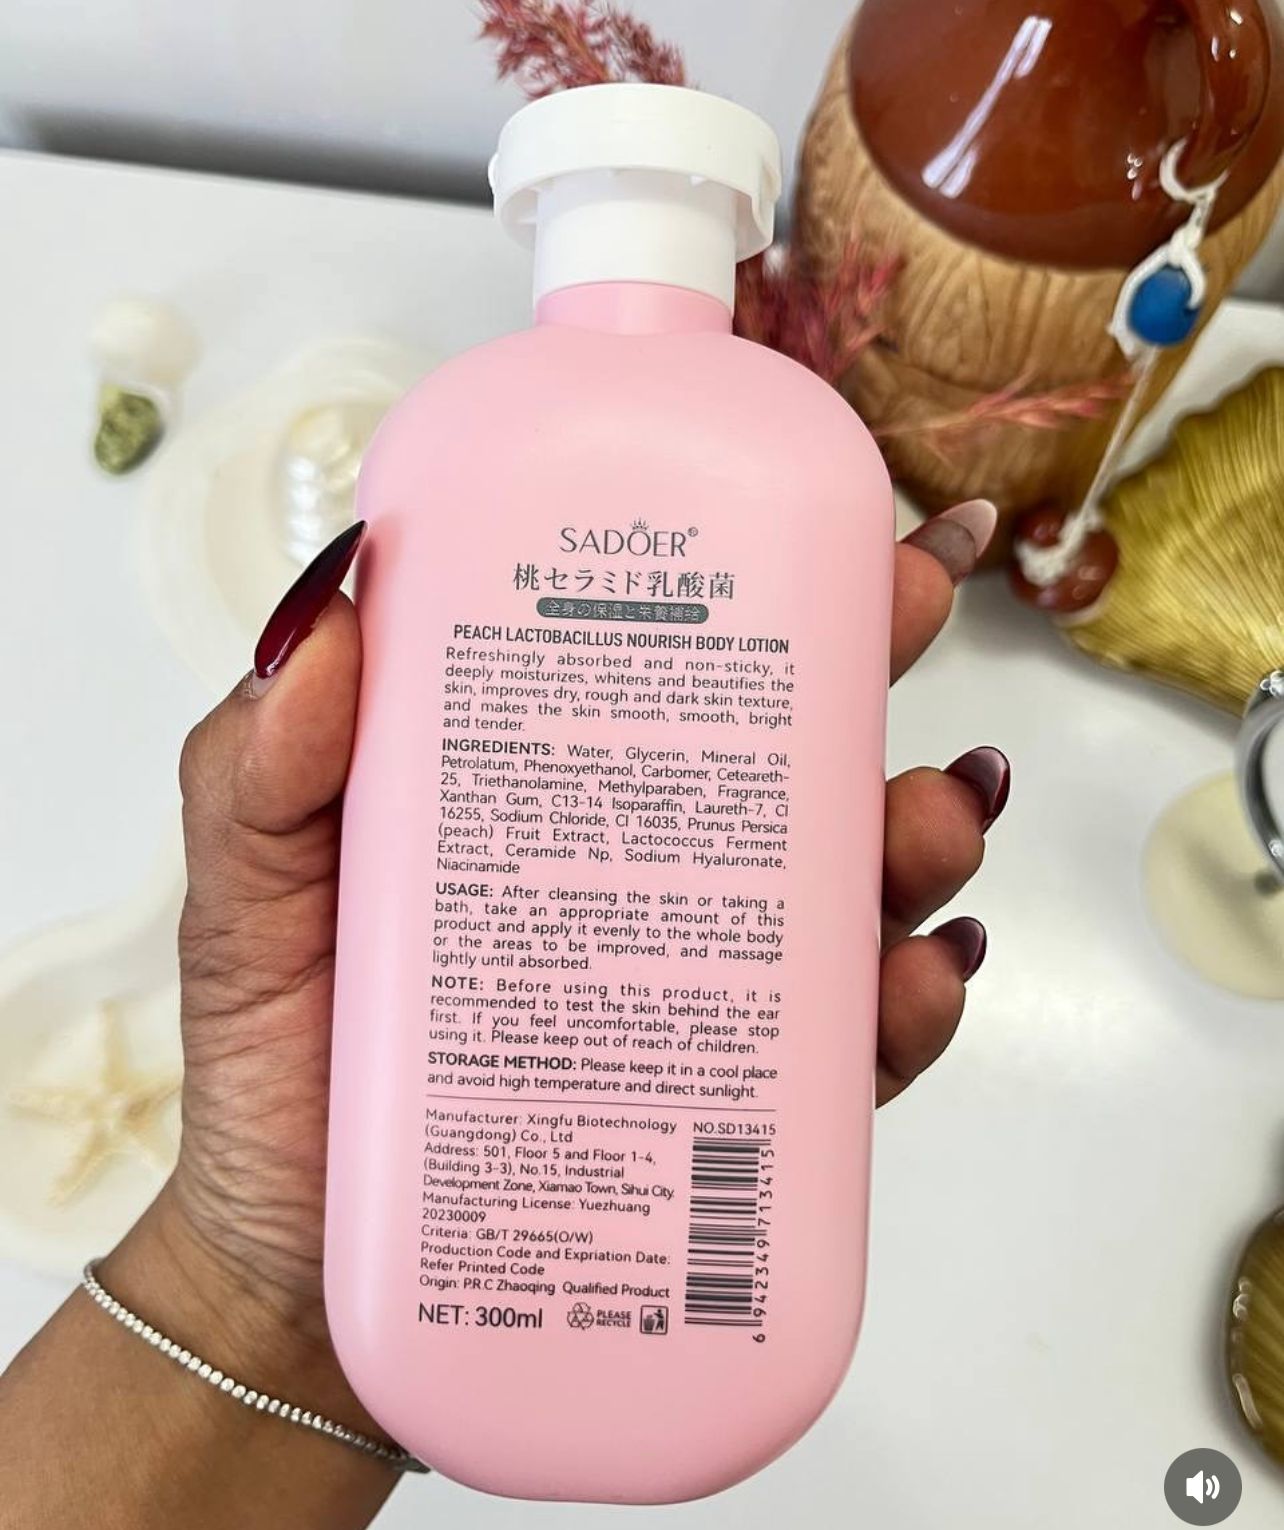 SADOER®
桃セラミド乳酸菌
全身の保湿と栄養補給
PEACH LACTOBACILLUS NOURISH BODY LOTION
Refreshingly absorbed and non-sticky, it
deeply moisturizes, whitens and beautifies the
skin, improves dry, rough and dark skin texture,
and makes the skin smooth, smooth, bright
and tender.
INGREDIENTS: Water, Glycerin, Mineral Oil,
Petrolatum, Phenoxyethanol, Carbomer, Ceteareth-
25, Triethanolamine, Methylparaben, Fragrance,
Xanthan Gum, C13-14 Isoparaffin, Laureth-7, CI
16255, Sodium Chloride, CI 16035, Prunus Persica
(peach) Fruit Extract, Lactococcus Ferment
Extract, Ceramide Np, Sodium Hyaluronate,
Niacinamide
USAGE: After cleansing the skin or taking a
bath, take an appropriate amount of this
product and apply it evenly to the whole body
or the areas to be improved, and massage
lightly until absorbed.
NOTE: Before using this product, it is
recommended to test the skin behind the ear
first. If you feel uncomfortable, please stop
using it. Please keep out of reach of children.
STORAGE METHOD: Please keep it in a cool place
and avoid high temperature and direct sunlight.
Manufacturer: Xingfu Biotechnology
(Guangdong) Co., Ltd
Address: 501, Floor 5 and Floor 1-4,
(Building 3-3), No.15, Industrial
Development Zone, Xiamao Town, Sihui City.
Manufacturing License: Yuezhuang
20230009
Criteria: GB/T 29665(O/W)
Production Code and Expriation Date:
Refer Printed Code
Origin: P.R.C Zhaoqing Qualified Product
NET: 300ml
PLEASE
RECYCLE
NO.SD13415
6 942349 713415